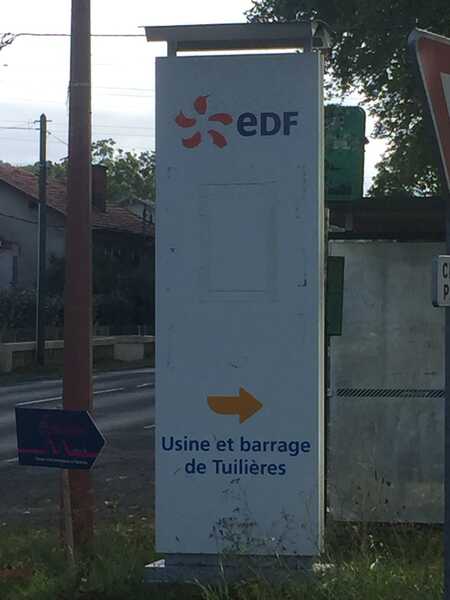 eDF
Usine et barrage
de Tuilières